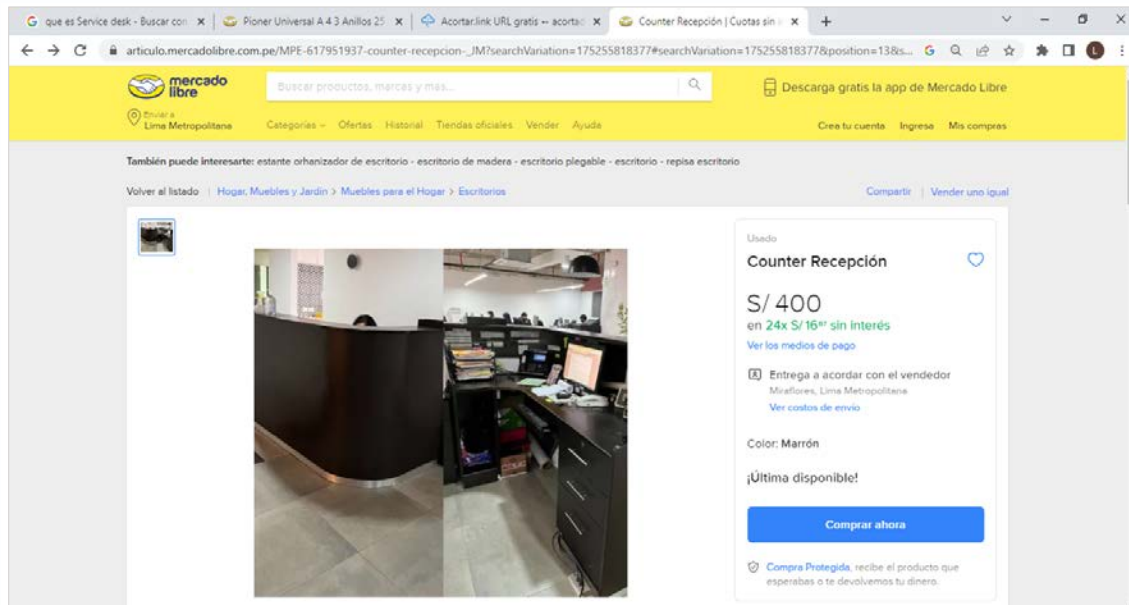 que es Service desk - Buscar con
Pioner Universal A 4 3 Anillos 25
Acortar.link URL gratis
Counter Recepción | Cuotas sin
articulo.mercadolibre.com.pe/MPE-617951937-counter-recepcion-_JM?searchVariation=175255818377#searchVariation=175255818377&position=13&s...
mercado
libre
Buscar productos, marcas y más...
Descarga gratis la app de Mercado Libre
Enviar a
Lima Metropolitana
Categorías Ofertas Historial Tiendas oficiales Vender Ayuda
Crea tu cuenta Ingresa Mis compras
También puede interesarte: estante orhanizador de escritorio - escritorio de madera - escritorio plegable - escritorio - repisa escritorio
Volver al listado | Hogar, Muebles y Jardín > Muebles para el Hogar > Escritorios
Compartir | Vender uno igual
Usado
Counter Recepción
S/ 400
en 24x S/ 16⁶⁷ sin interés
Ver los medios de pago
Entrega a acordar con el vendedor
Miraflores, Lima Metropolitana
Ver costos de envío
Color: Marrón
¡Última disponible!
Comprar ahora
Compra Protegida, recibe el producto que
esperabas o te devolvemos tu dinero.